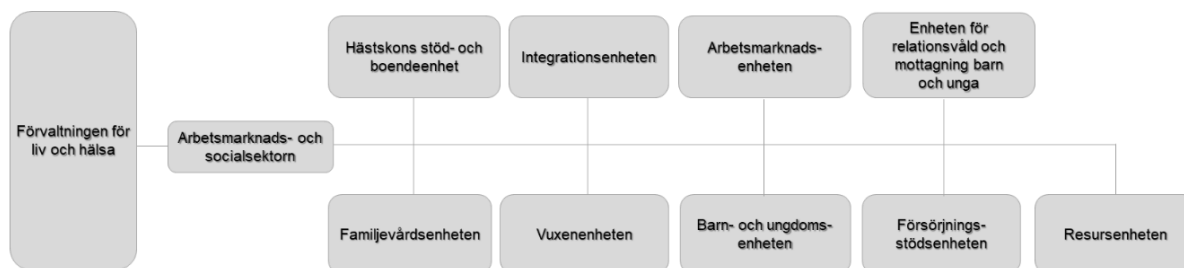 Förvaltningen för
liv och hälsa
Arbetsmarknads- och
socialsektorn
Hästskons stöd- och
boendeenhet
Integrationsenheten
Arbetsmarknads-
enheten
Enheten för
relationsvåld och
mottagning barn
och unga
Familjevårdsenheten
Vuxenenheten
Barn- och ungdoms-
enheten
Försörjnings-
stödsenheten
Resursenheten